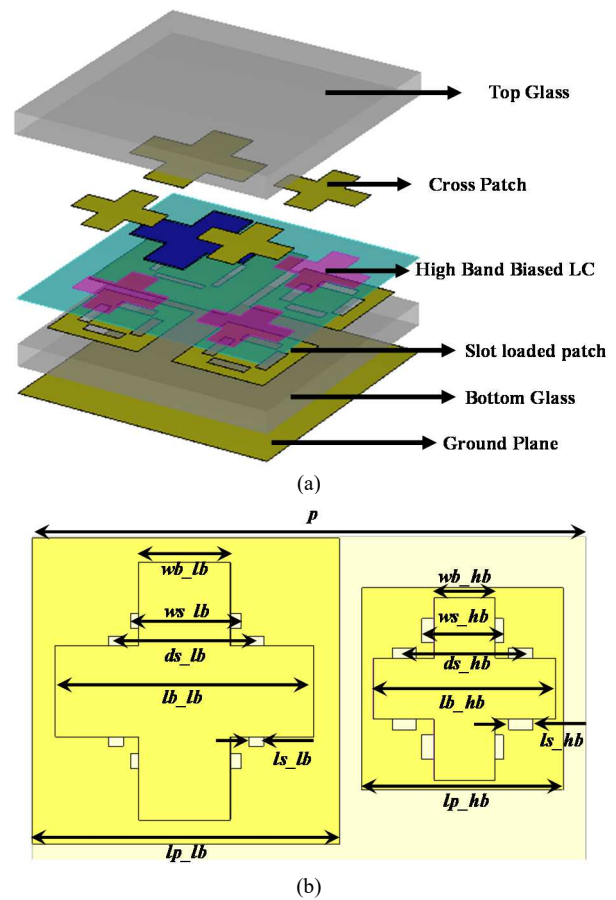 Top Glass
Cross Patch
High Band Biased LC
Slot loaded patch
Bottom Glass
Ground Plane
(a)
p
wb_lb
wb_hb
ws_lb
ws_hb
ds_lb
ds_hb
lb_lb
lb_hb
ls_lb
ls_hb
lp_hb
lp_lb
(b)